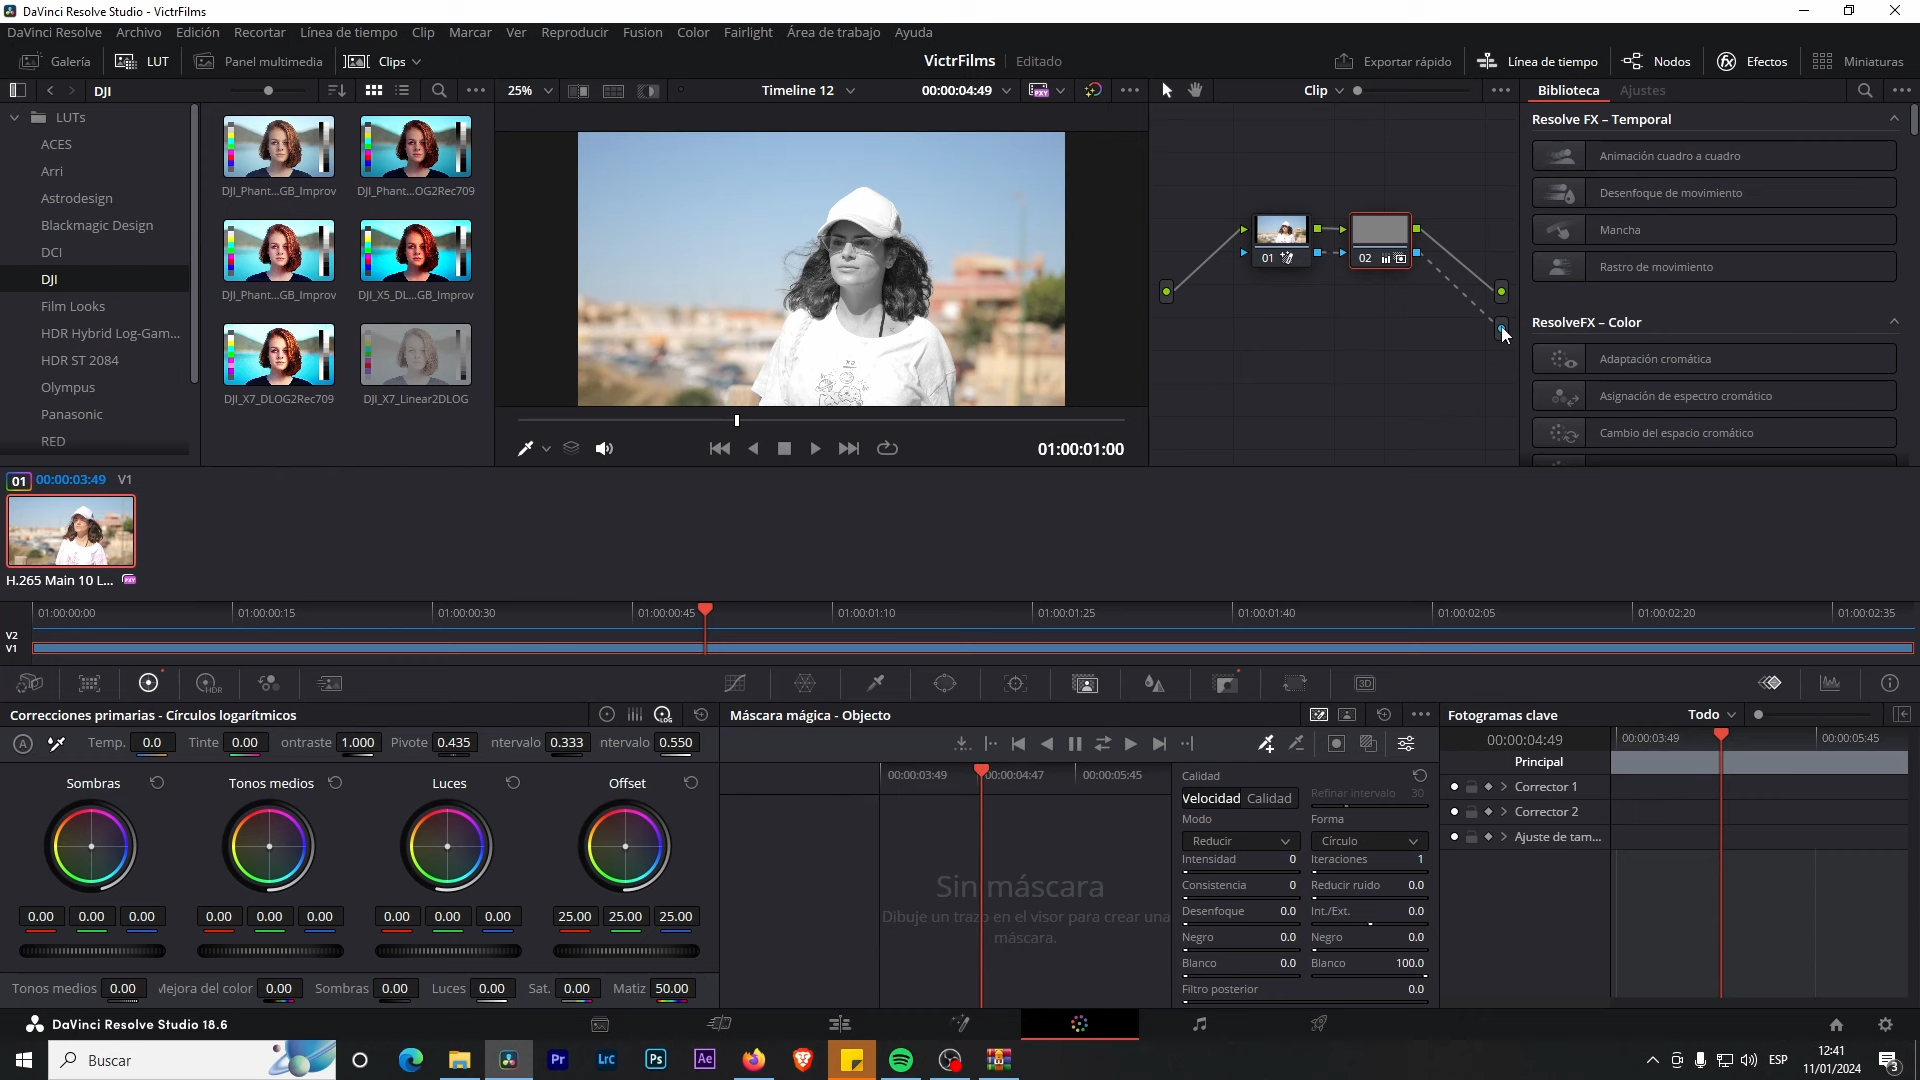 DaVinci Resolve Studio - VictrFilms
DaVinci Resolve Archivo Edición Recortar Línea de tiempo Clip Marcar Ver Reproducir Fusion Color Fairlight Área de trabajo Ayuda
Galería LUT Panel multimedia Clips VictrFilms Editado Exportar rápido Línea de tiempo Nodos Efectos Miniaturas
DJI 25% Timeline 12 00:00:04:49 Clip Biblioteca Ajustes
LUTs
ACES
Arri
Astrodesign
Blackmagic Design
DCI
DJI
Film Looks
HDR Hybrid Log-Gam...
HDR ST 2084
Olympus
Panasonic
RED
DJI_Phant...GB_Improv DJI_Phant...OG2Rec709
DJI_Phant...GB_Improv DJI_X5_DL...GB_Improv
DJI_X7_DLOG2Rec709 DJI_X7_Linear2DLOG
01:00:01:00
01 02
Resolve FX – Temporal
Animación cuadro a cuadro
Desenfoque de movimiento
Mancha
Rastro de movimiento
ResolveFX – Color
Adaptación cromática
Asignación de espectro cromático
Cambio del espacio cromático
01 00:00:03:49 V1
H.265 Main 10 L...
01:00:00:00 01:00:00:15 01:00:00:30 01:00:00:45 01:00:01:10 01:00:01:25 01:00:01:40 01:00:02:05 01:00:02:20 01:00:02:35
V2
V1
HDR 3D
Correcciones primarias - Círculos logarítmicos LOG
A Temp. 0.0 Tinte 0.00 ontraste 1.000 Pivote 0.435 ntervalo 0.333 ntervalo 0.550
Sombras Tonos medios Luces Offset
0.00 0.00 0.00 0.00 0.00 0.00 0.00 0.00 0.00 25.00 25.00 25.00
Tonos medios 0.00 Mejora del color 0.00 Sombras 0.00 Luces 0.00 Sat. 0.00 Matiz 50.00
Máscara mágica - Objecto
00:00:03:49 00:00:04:47 00:00:05:45
Sin máscara
Dibuje un trazo en el visor para crear una
máscara.
Calidad
Velocidad Calidad Refinar intervalo 30
Modo Forma
Reducir Círculo
Intensidad 0 Iteraciones 1
Consistencia 0 Reducir ruido 0.0
Desenfoque 0.0 Int./Ext. 0.0
Negro 0.0 Negro 0.0
Blanco 0.0 Blanco 100.0
Filtro posterior 0.0
Fotogramas clave Todo
00:00:04:49 00:00:03:49 00:00:05:45
Principal
Corrector 1
Corrector 2
Ajuste de tam...
DaVinci Resolve Studio 18.6
Buscar Pr Lrc Ps Ae ESP 12:41
11/01/2024 3